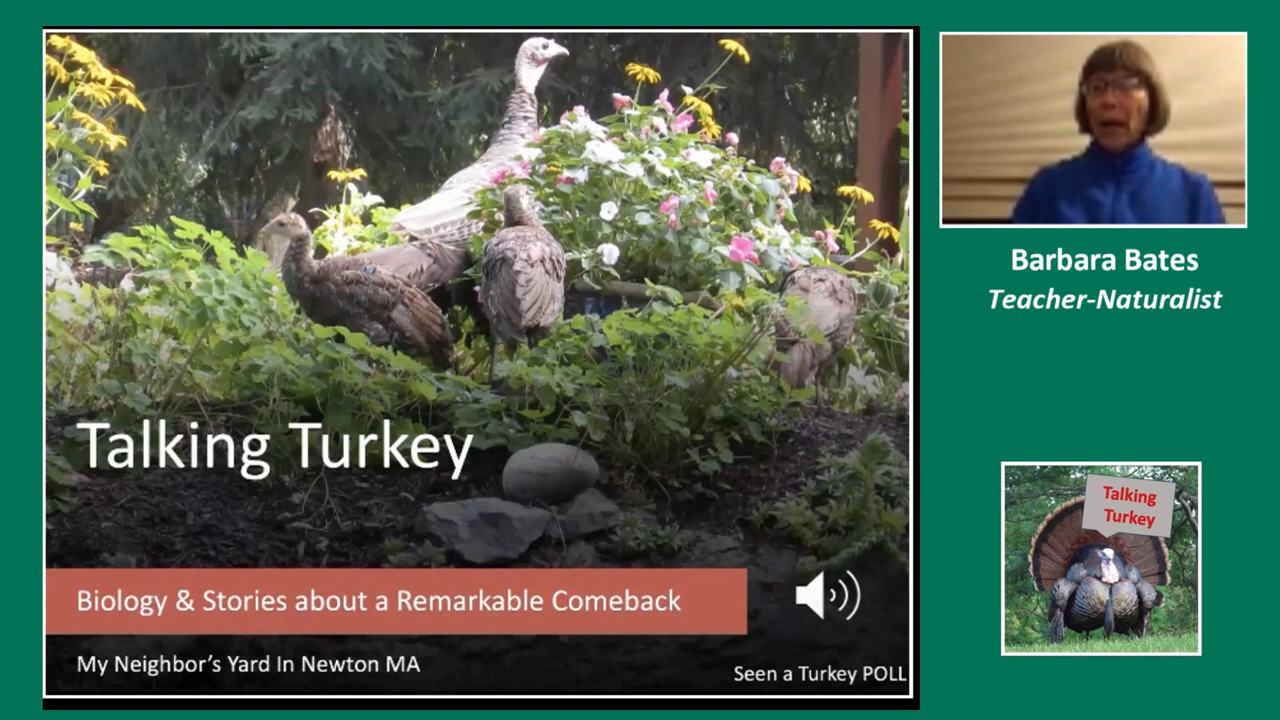 Talking Turkey
Biology & Stories about a Remarkable Comeback
My Neighbor's Yard In Newton MA
Seen a Turkey POLL
Barbara Bates
Teacher-Naturalist
Talking
Turkey